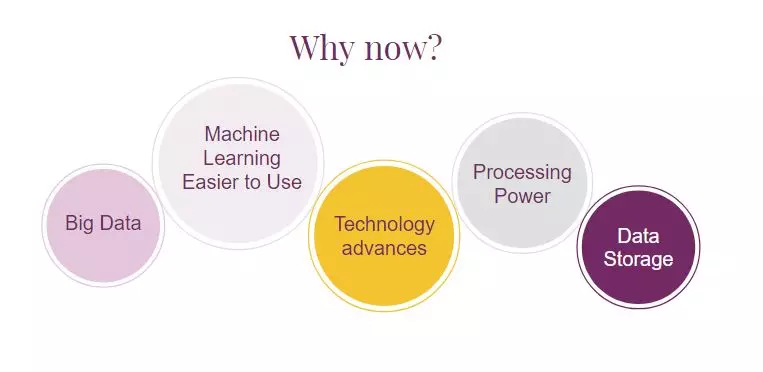 Why now?
Big Data
Machine
Learning
Easier to Use
Technology
advances
Processing
Power
Data
Storage